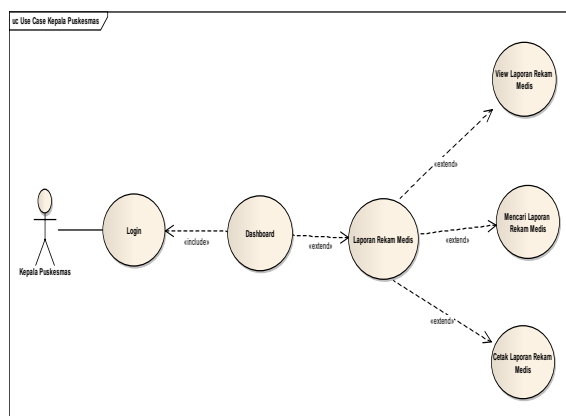 uc Use Case Kepala Puskesmas
View Laporan Rekam
Medis
«extend»
Kepala Puskesmas
Login
«include»
Dashboard
«extend»
Laporan Rekam Medis
«extend»
Mencari Laporan
Rekam Medis
«extend»
Cetak Laporan Rekam
Medis